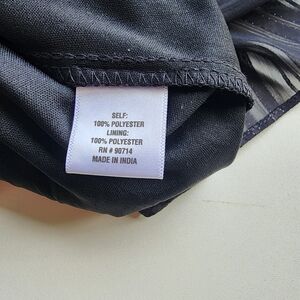 SELF:
100% POLYESTER
LINING:
100% POLYESTER
RN # 90714
MADE IN INDIA